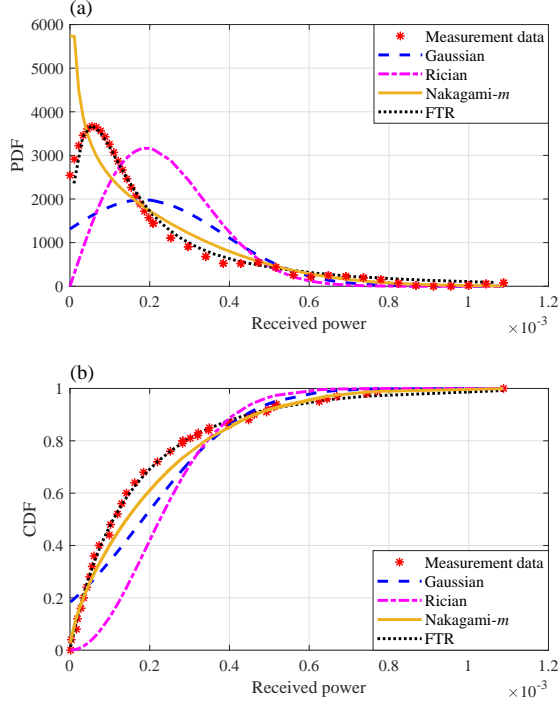 (a)
6000
5000
4000
3000
2000
1000
0
PDF
Measurement data
Gaussian
Rician
Nakagami-m
FTR
0 0.2 0.4 0.6 0.8 1 1.2
Received power
×10⁻³
(b)
1
0.8
0.6
0.4
0.2
0
CDF
Measurement data
Gaussian
Rician
Nakagami-m
FTR
0 0.2 0.4 0.6 0.8 1 1.2
Received power
×10⁻³